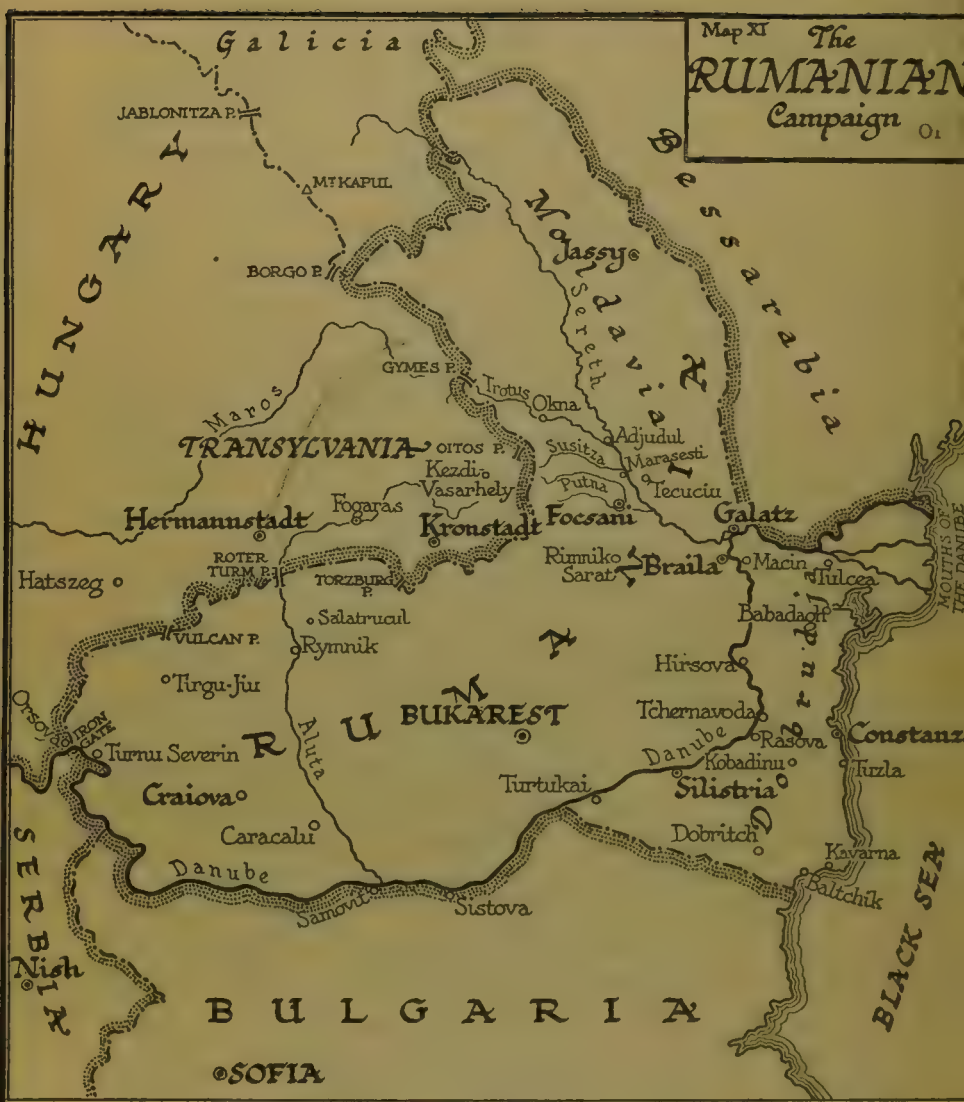 Map XI The
RUMANIAN
Campaign O1
Galicia
JABLONITZA P.
MT KAPUL
HUNGARY
Bessarabia
Moldavia
Jassy
BORGO P.
Sereth
GYMES P.
Trotus
Okna
Maros
TRANSYLVANIA
OITOS P.
Susitza
Adjudul
Marasesti
Kezdi
Vasarhely
Putna
Tecuciu
Fogaras
Hermannstadt
Kronstadt
Focsani
Galatz
ROTER
TURM P.
TORZBURG
P.
Rimniko
Sarat
Braila
Macin
Tulcea
MOUTHS OF
THE DANUBE
Hatszeg
Salatrucul
Babadagh
VULCAN P.
Rymnik
Hirsova
Tirgu-Jiu
RUMANIA
BUKAREST
Tchernavoda
Dobrudja
Orsova
IRON
GATE
Turnu Severin
Aluta
Danube
Rasova
Constanz
Kobadinu
Tuzla
Craiova
Turtukai
Silistria
Caracalu
Dobritch
Kavarna
Baltchik
Danube
Samovit
Sistova
SERBIA
Nish
BULGARIA
BLACK SEA
SOFIA